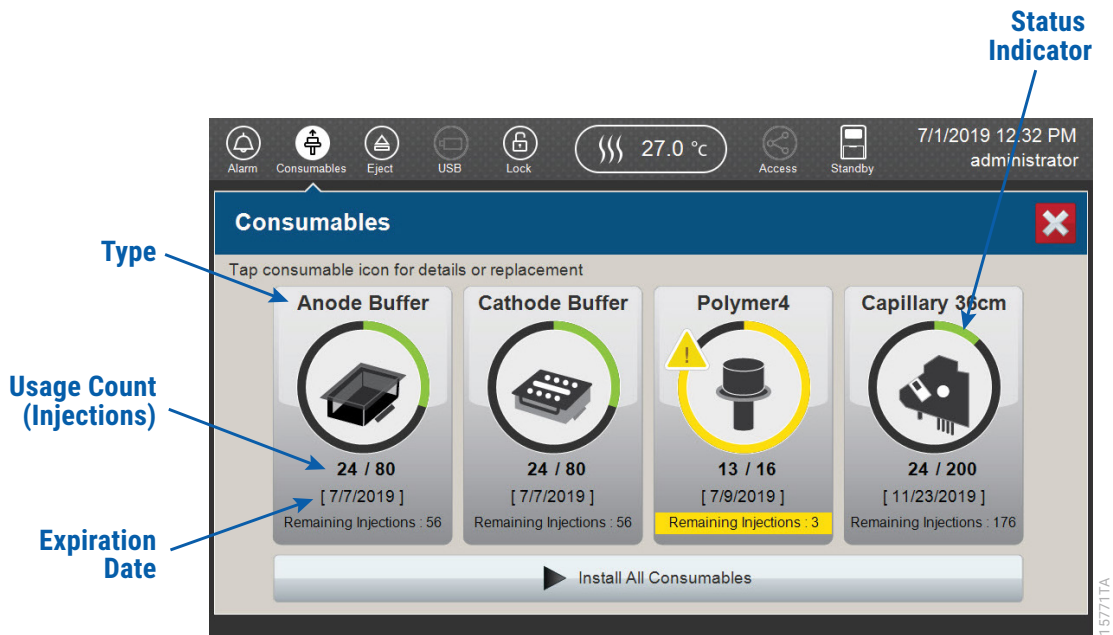 Status
Indicator
Alarm
Consumables
Eject
USB
Lock
27.0 °c
Access
Standby
7/1/2019 12:32 PM
administrator
Consumables
Type
Tap consumable icon for details or replacement
Anode Buffer
Cathode Buffer
Polymer4
Capillary 36cm
!
Usage Count
(Injections)
24 / 80
24 / 80
13 / 16
24 / 200
[ 7/7/2019 ]
[ 7/7/2019 ]
[ 7/9/2019 ]
[ 11/23/2019 ]
Remaining Injections : 56
Remaining Injections : 56
Remaining Injections : 3
Remaining Injections : 176
Expiration
Date
Install All Consumables
15771TA